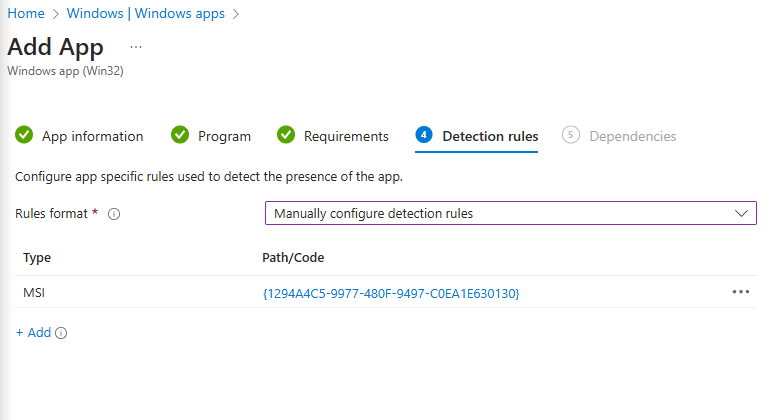 Home > Windows | Windows apps >
Add App ...
Windows app (Win32)
App information Program Requirements 4 Detection rules 5 Dependencies
Configure app specific rules used to detect the presence of the app.
Rules format * Manually configure detection rules
Type Path/Code
MSI {1294A4C5-9977-480F-9497-C0EA1E630130} ...
+ Add